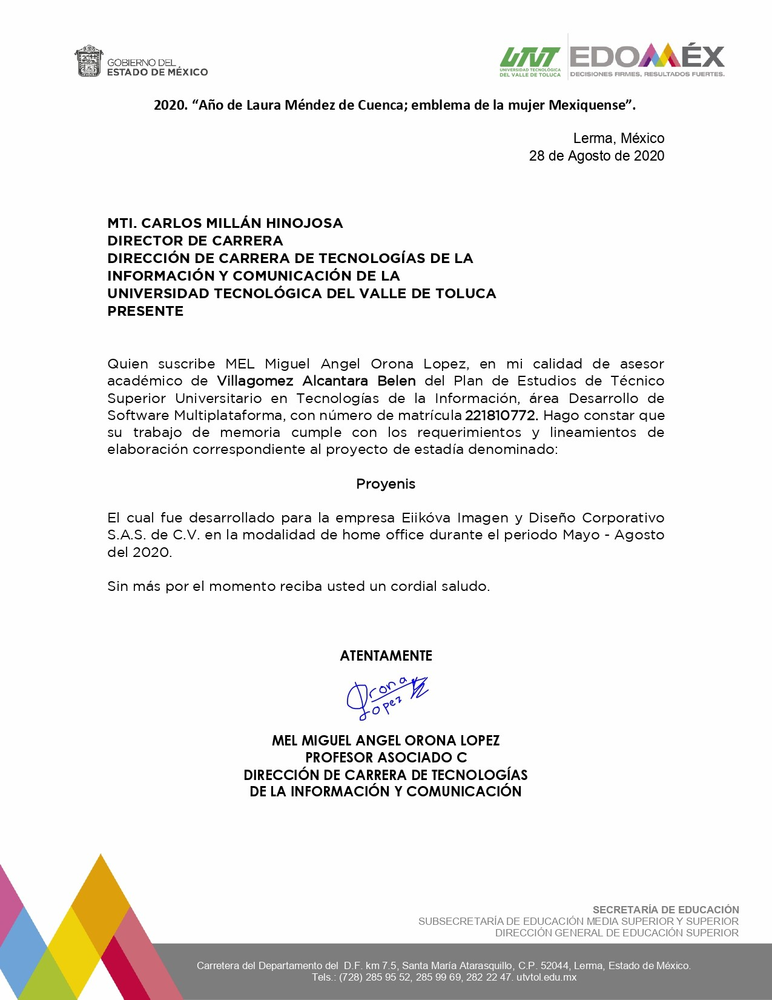 GOBIERNO DEL
ESTADO DE MÉXICO
UTVT
UNIVERSIDAD TECNOLÓGICA
DEL VALLE DE TOLUCA
EDOMÉX
DECISIONES FIRMES, RESULTADOS FUERTES.
2020. “Año de Laura Méndez de Cuenca; emblema de la mujer Mexiquense”.
Lerma, México
28 de Agosto de 2020
MTI. CARLOS MILLÁN HINOJOSA
DIRECTOR DE CARRERA
DIRECCIÓN DE CARRERA DE TECNOLOGÍAS DE LA
INFORMACIÓN Y COMUNICACIÓN DE LA
UNIVERSIDAD TECNOLÓGICA DEL VALLE DE TOLUCA
PRESENTE
Quien suscribe MEL Miguel Angel Orona Lopez, en mi calidad de asesor
académico de Villagomez Alcantara Belen del Plan de Estudios de Técnico
Superior Universitario en Tecnologías de la Información, área Desarrollo de
Software Multiplataforma, con número de matrícula 221810772. Hago constar que
su trabajo de memoria cumple con los requerimientos y lineamientos de
elaboración correspondiente al proyecto de estadía denominado:
Proyenis
El cual fue desarrollado para la empresa Eiikóva Imagen y Diseño Corporativo
S.A.S. de C.V. en la modalidad de home office durante el periodo Mayo - Agosto
del 2020.
Sin más por el momento reciba usted un cordial saludo.
ATENTAMENTE
Orona
Lopez
MEL MIGUEL ANGEL ORONA LOPEZ
PROFESOR ASOCIADO C
DIRECCIÓN DE CARRERA DE TECNOLOGÍAS
DE LA INFORMACIÓN Y COMUNICACIÓN
SECRETARÍA DE EDUCACIÓN
SUBSECRETARÍA DE EDUCACIÓN MEDIA SUPERIOR Y SUPERIOR
DIRECCIÓN GENERAL DE EDUCACIÓN SUPERIOR
Carretera del Departamento del D.F. km 7.5, Santa María Atarasquillo, C.P. 52044, Lerma, Estado de México.
Tels.: (728) 285 95 52, 285 99 69, 282 22 47. utvtol.edu.mx